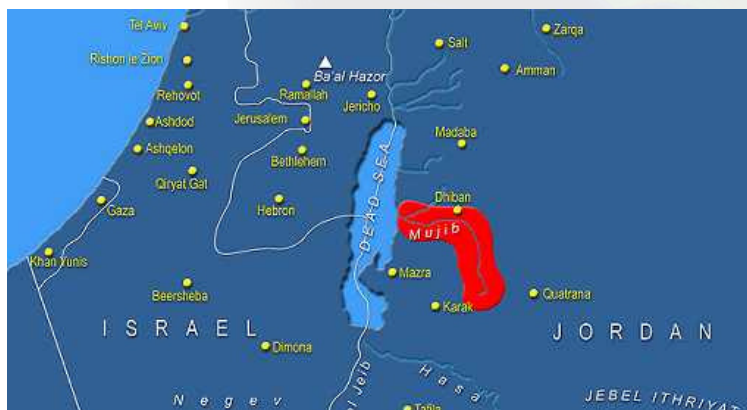 Tel Aviv
Salt
Zarqa
Rishon le Zion
Ba'al Hazor
Amman
Rehovot
Ramallah
Jericho
Ashdod
Jerusalem
Madaba
Ashqelon
Bethlehem
Qiryat Gat
DEAD SEA
Dhiban
Gaza
Hebron
Mujib
Khan Yunis
Mazra
Beersheba
Quatrana
Karak
ISRAEL
JORDAN
Dimona
Jeib
Hasa
Negev
JEBEL ITHRIYAT
Tafila